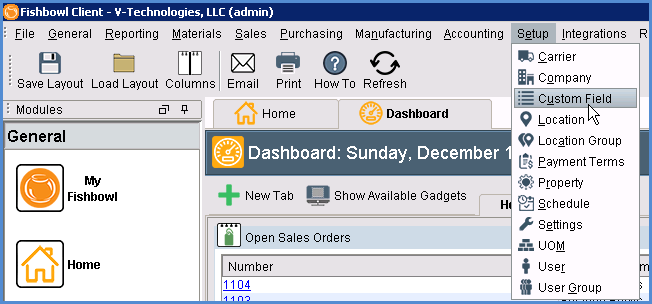 Fishbowl Client - V-Technologies, LLC (admin)
File General Reporting Materials Sales Purchasing Manufacturing Accounting Setup Integrations
Save Layout Load Layout Columns Email Print How To Refresh
Modules
General
My
Fishbowl
Home
Home Dashboard
Dashboard: Sunday, December
New Tab Show Available Gadgets
Open Sales Orders
Number
1104
1103
Carrier
Company
Custom Field
Location
Location Group
Payment Terms
Property
Schedule
Settings
UOM
User
User Group